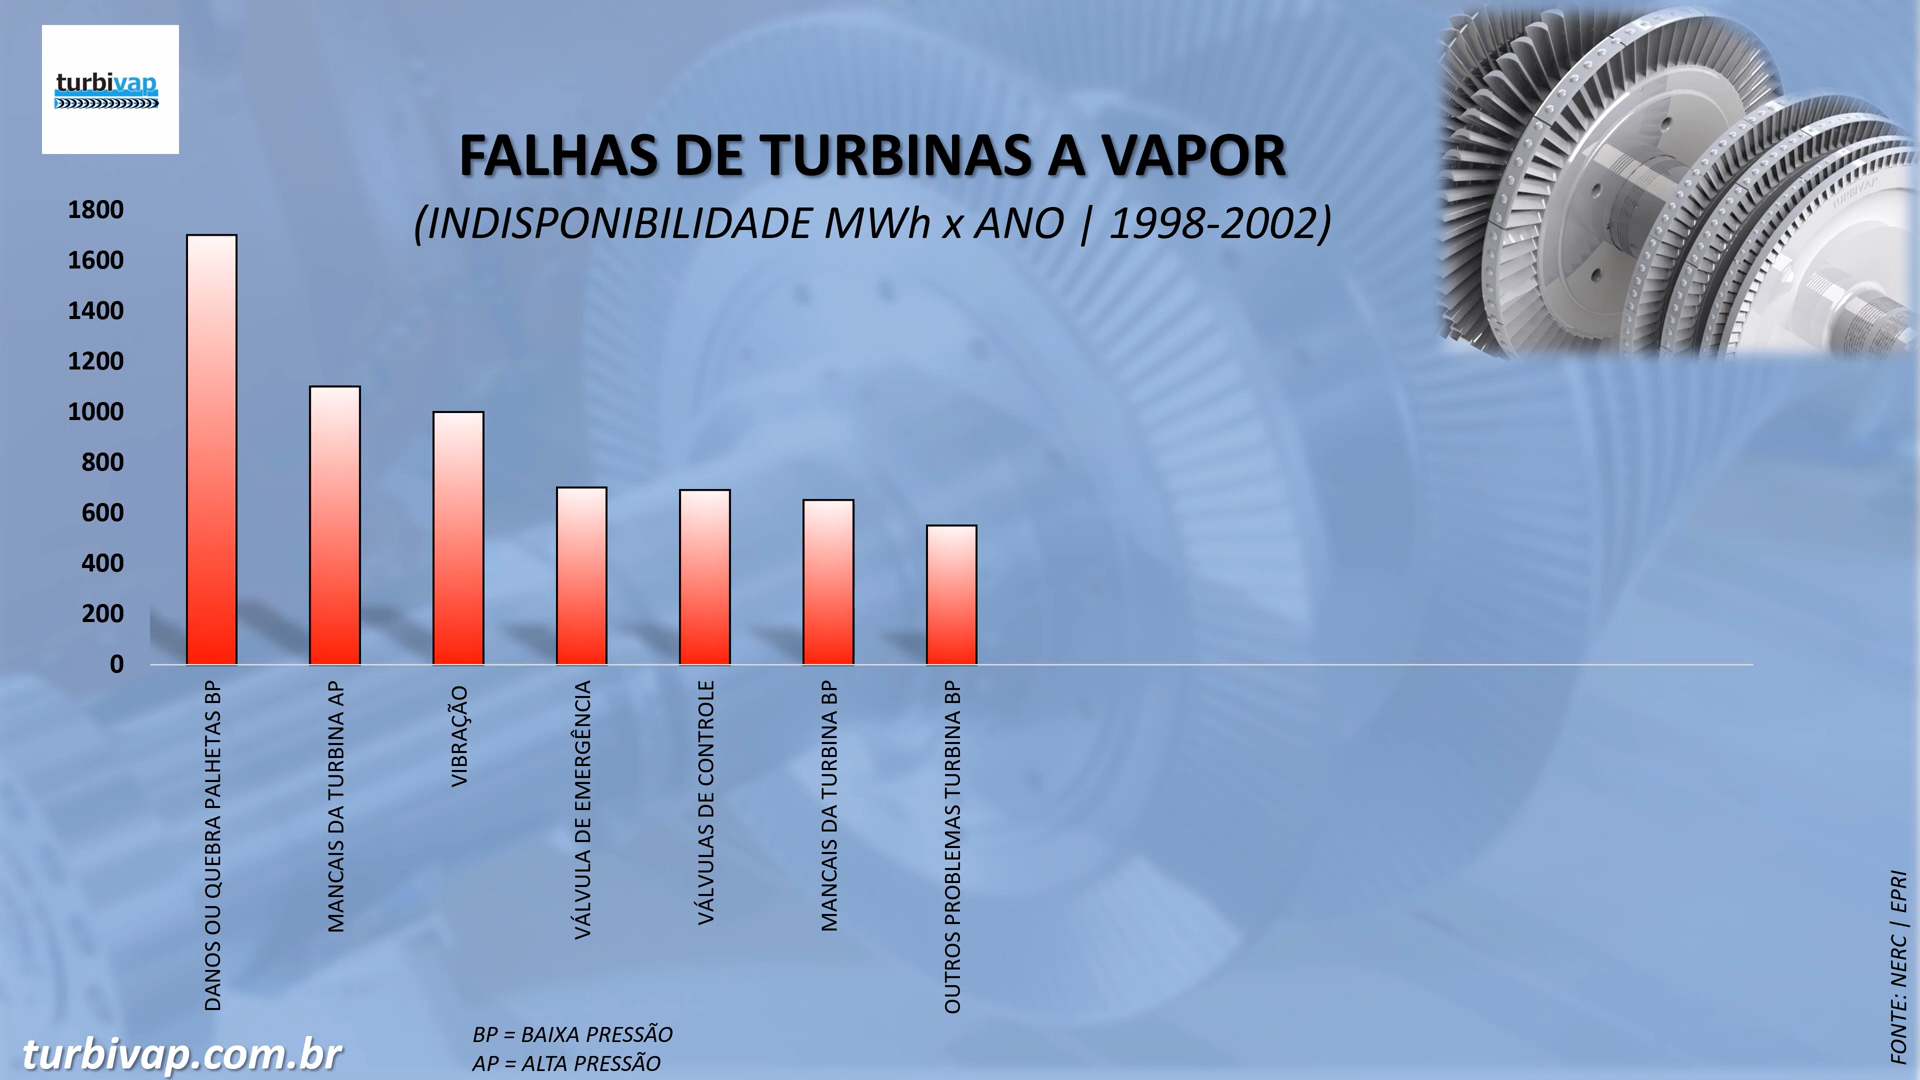 turbivap
FALHAS DE TURBINAS A VAPOR
(INDISPONIBILIDADE MWh x ANO | 1998-2002)
1800
1600
1400
1200
1000
800
600
400
200
0
DANOS OU QUEBRA PALHETAS BP
MANCAIS DA TURBINA AP
VIBRAÇÃO
VÁLVULA DE EMERGÊNCIA
VÁLVULAS DE CONTROLE
MANCAIS DA TURBINA BP
OUTROS PROBLEMAS TURBINA BP
BP = BAIXA PRESSÃO
AP = ALTA PRESSÃO
turbivap.com.br
FONTE: NERC | EPRI
TURBIVAP